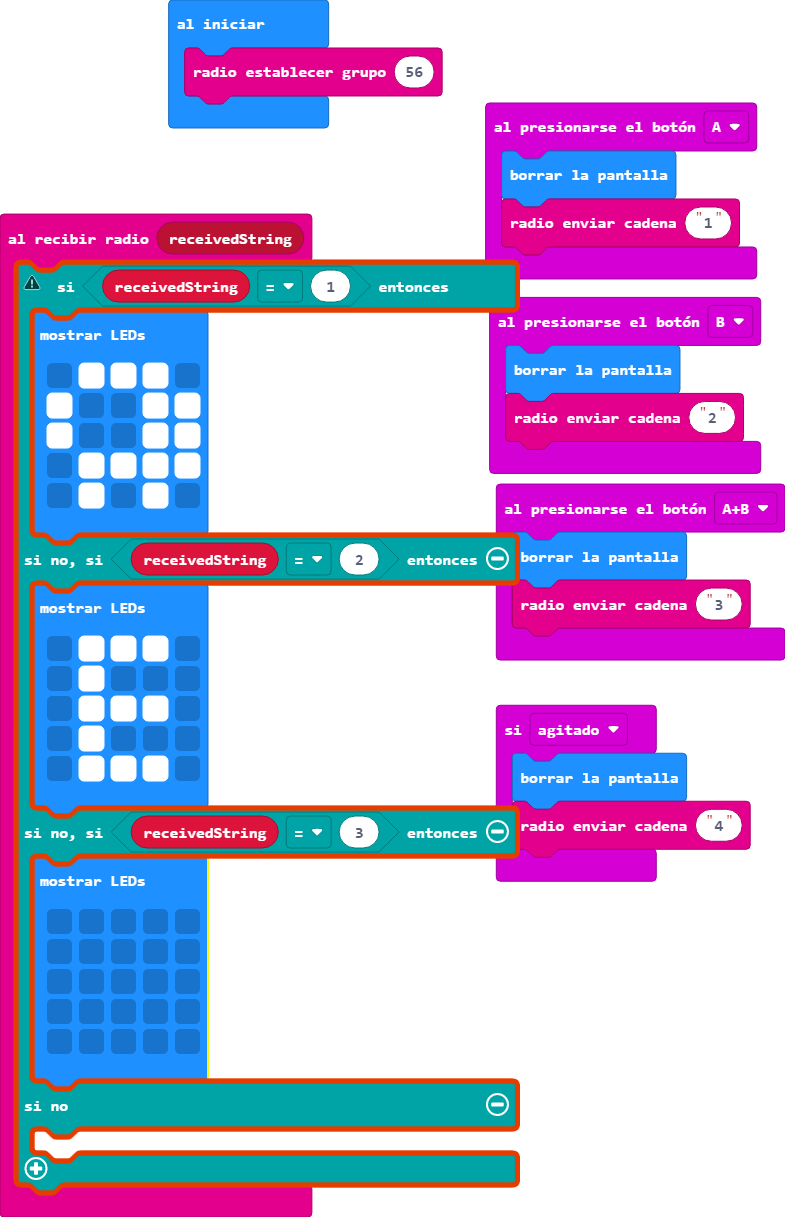 al iniciar
radio establecer grupo 56
al presionarse el botón A
borrar la pantalla
radio enviar cadena "1"
al recibir radio receivedString
si receivedString = 1 entonces
mostrar LEDs
al presionarse el botón B
borrar la pantalla
radio enviar cadena "2"
al presionarse el botón A+B
borrar la pantalla
radio enviar cadena "3"
si no, si receivedString = 2 entonces
mostrar LEDs
si agitado
borrar la pantalla
radio enviar cadena "4"
si no, si receivedString = 3 entonces
mostrar LEDs
si no